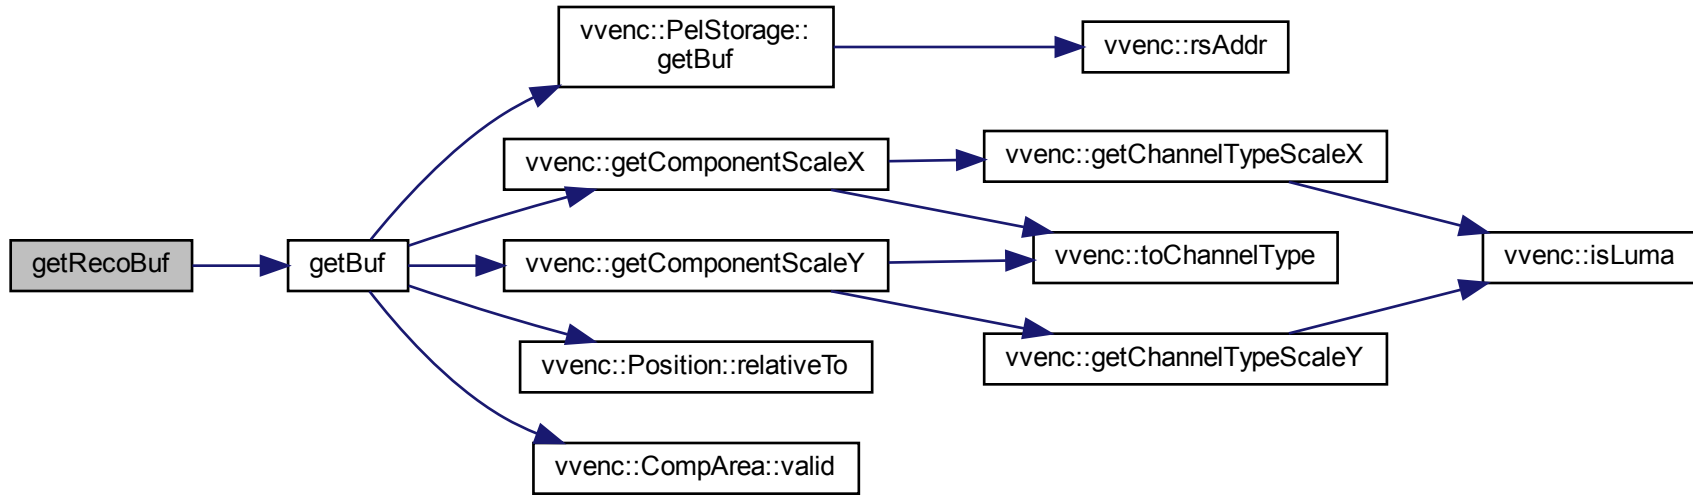 getRecoBuf
getBuf
vvenc::PelStorage::
getBuf
vvenc::getComponentScaleX
vvenc::getComponentScaleY
vvenc::Position::relativeTo
vvenc::CompArea::valid
vvenc::rsAddr
vvenc::getChannelTypeScaleX
vvenc::toChannelType
vvenc::getChannelTypeScaleY
vvenc::isLuma